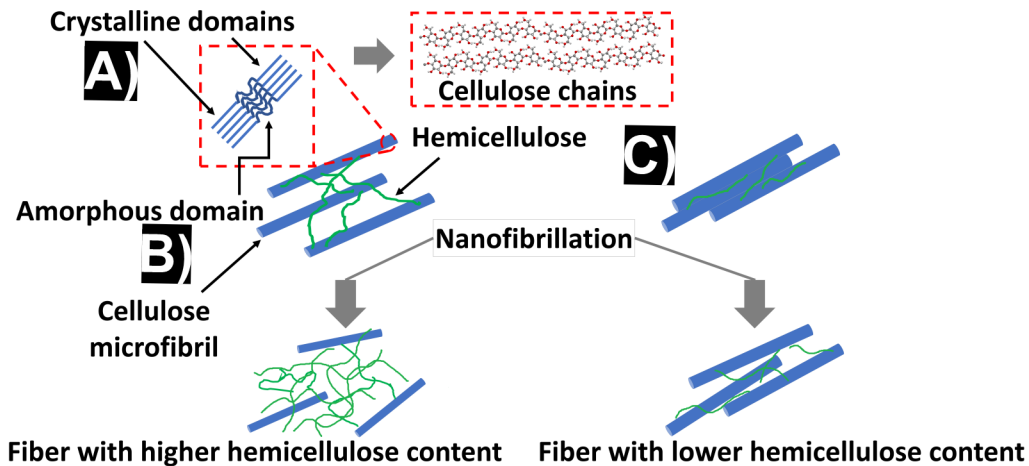 Crystalline domains
A)
Cellulose chains
Hemicellulose
C)
Amorphous domain
B)
Nanofibrillation
Cellulose
microfibril
Fiber with higher hemicellulose content
Fiber with lower hemicellulose content